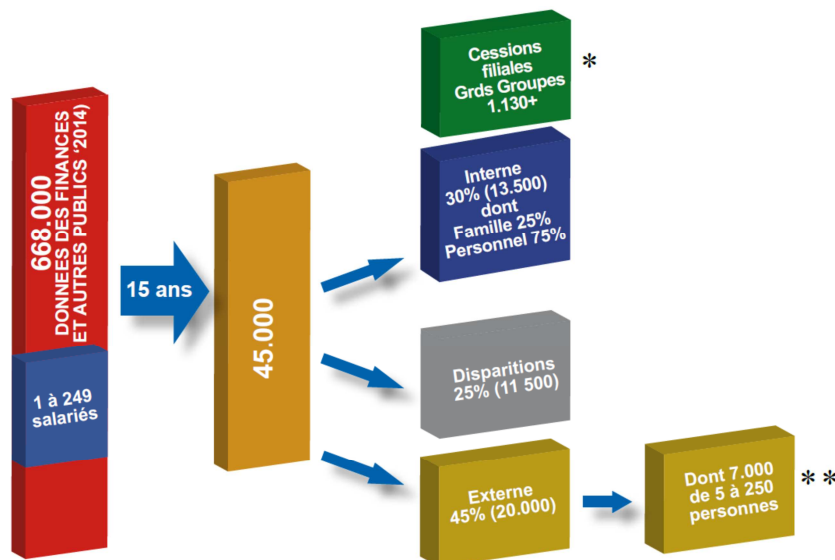 668.000
DONNEES DES FINANCES
ET AUTRES PUBLICS ‘2014)
1 à 249
salariés
15 ans
45.000
Cessions
filiales
Grds Groupes
1.130+
*
Interne
30% (13.500)
dont
Famille 25%
Personnel 75%
Disparitions
25% (11 500)
Externe
45% (20.000)
Dont 7.000
de 5 à 250
personnes
* *